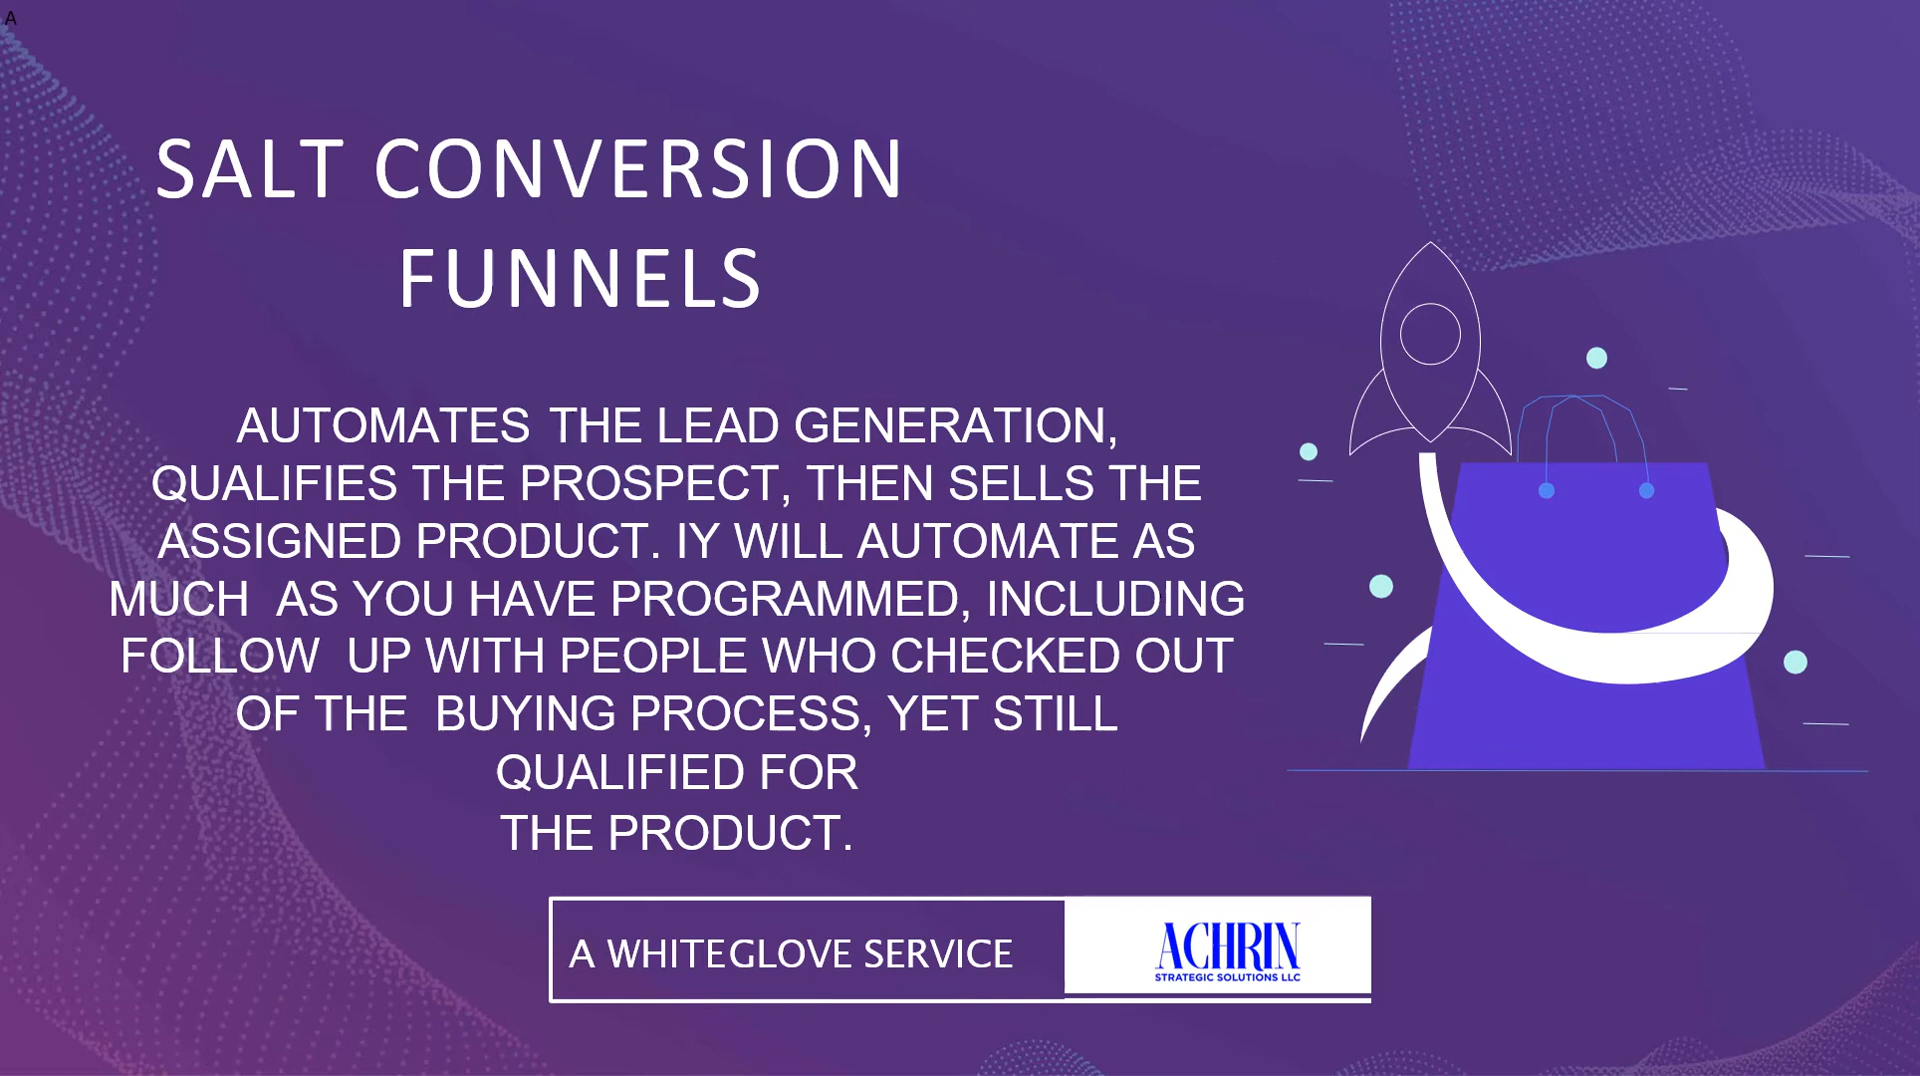 A
SALT CONVERSION
FUNNELS
AUTOMATES THE LEAD GENERATION,
QUALIFIES THE PROSPECT, THEN SELLS THE
ASSIGNED PRODUCT. IY WILL AUTOMATE AS
MUCH AS YOU HAVE PROGRAMMED, INCLUDING
FOLLOW UP WITH PEOPLE WHO CHECKED OUT
OF THE BUYING PROCESS, YET STILL
QUALIFIED FOR
THE PRODUCT.
A WHITEGLOVE SERVICE
ACHRIN
STRATEGIC SOLUTIONS LLC